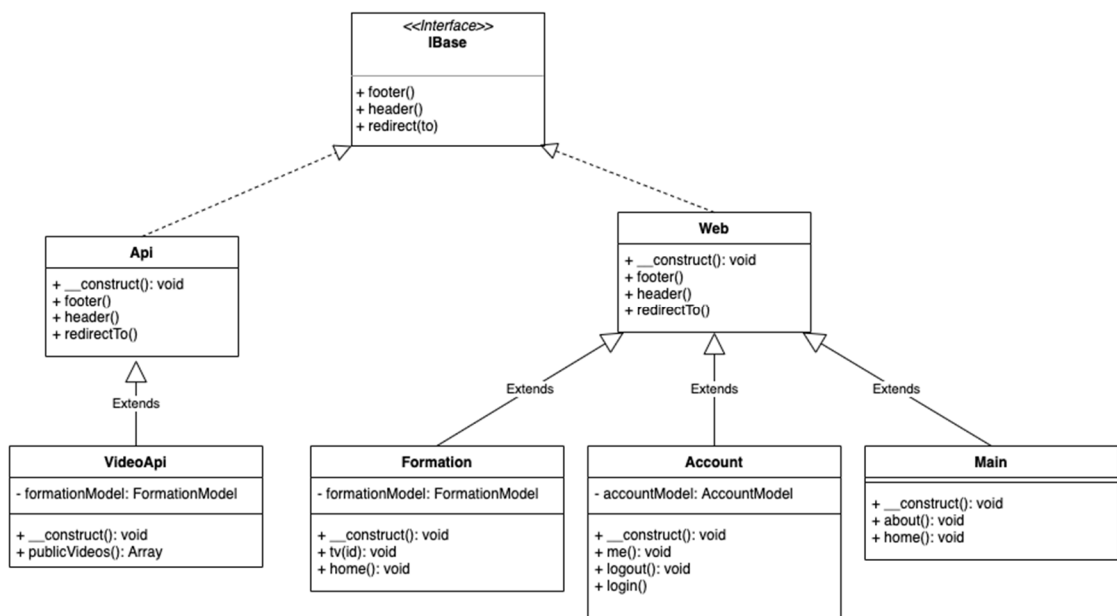 <<Interface>>
IBase
+ footer()
+ header()
+ redirect(to)
Api
+ __construct(): void
+ footer()
+ header()
+ redirectTo()
Web
+ __construct(): void
+ footer()
+ header()
+ redirectTo()
Extends
Extends
Extends
Extends
VideoApi
- formationModel: FormationModel
+ __construct(): void
+ publicVideos(): Array
Formation
- formationModel: FormationModel
+ __construct(): void
+ tv(id): void
+ home(): void
Account
- accountModel: AccountModel
+ __construct(): void
+ me(): void
+ logout(): void
+ login()
Main
+ __construct(): void
+ about(): void
+ home(): void